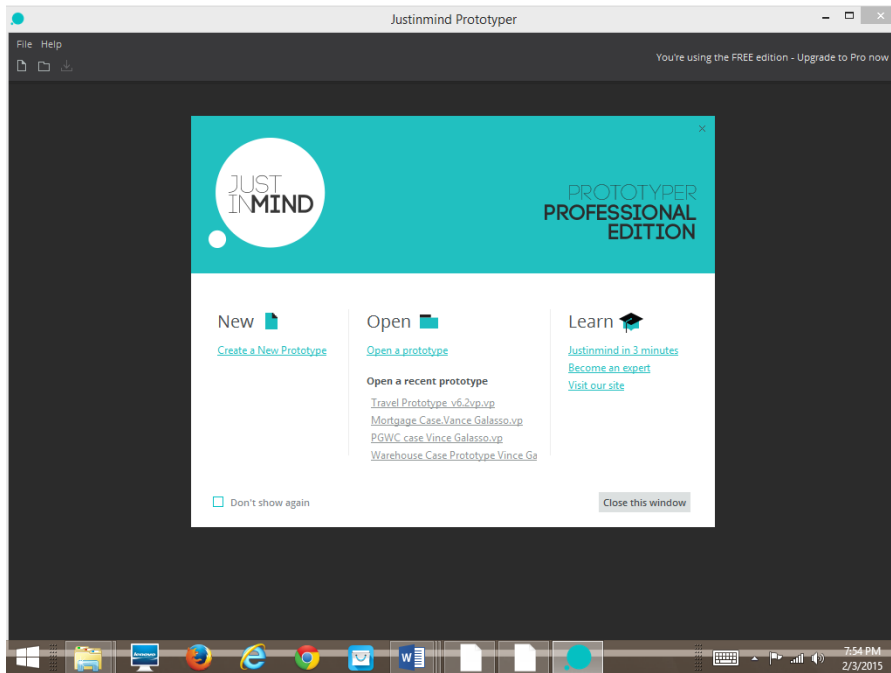 Justinmind Prototyper
File Help
You're using the FREE edition - Upgrade to Pro now
JUST
INMIND
PROTOTYPER
PROFESSIONAL
EDITION
New
Create a New Prototype
Open
Open a prototype
Open a recent prototype
Travel Prototype v6.2vp.vp
Mortgage Case.Vance Galasso.vp
PGWC case Vince Galasso.vp
Warehouse Case Prototype Vince Ga
Learn
Justinmind in 3 minutes
Become an expert
Visit our site
Don't show again
Close this window
lenovo
W
7:54 PM
2/3/2015